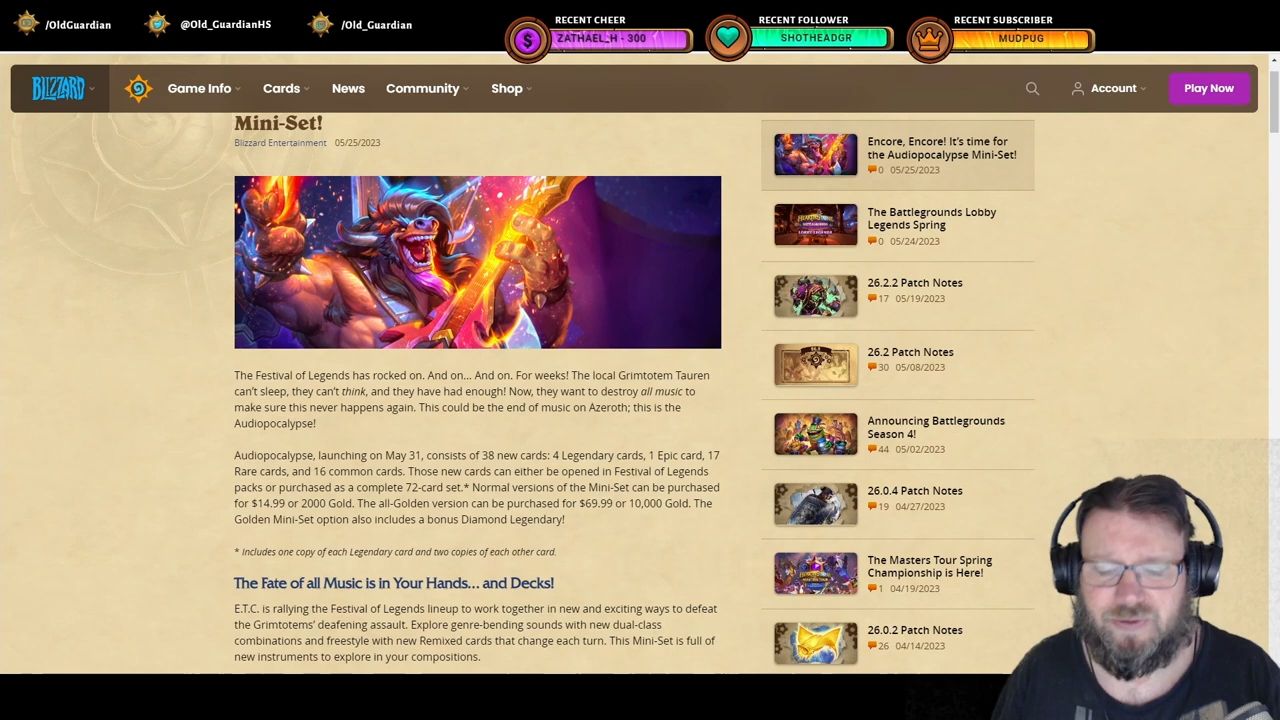 /OldGuardian
@Old_GuardianHS
/Old_Guardian
RECENT CHEER
ZATHAEL_H - 300
RECENT FOLLOWER
SHOTHEADGR
RECENT SUBSCRIBER
MUDPUG
BLIZZARD
Game Info
Cards
News
Community
Shop
Account
Play Now
Mini-Set!
Blizzard Entertainment 05/25/2023
The Festival of Legends has rocked on. And on... And on. For weeks! The local Grimtotem Tauren
can't sleep, they can't think, and they have had enough! Now, they want to destroy all music to
make sure this never happens again. This could be the end of music on Azeroth; this is the
Audiopocalypse!
Audiopocalypse, launching on May 31, consists of 38 new cards: 4 Legendary cards, 1 Epic card, 17
Rare cards, and 16 common cards. Those new cards can either be opened in Festival of Legends
packs or purchased as a complete 72-card set.* Normal versions of the Mini-Set can be purchased
for $14.99 or 2000 Gold. The all-Golden version can be purchased for $69.99 or 10,000 Gold. The
Golden Mini-Set option also includes a bonus Diamond Legendary!
* Includes one copy of each Legendary card and two copies of each other card.
The Fate of all Music is in Your Hands... and Decks!
E.T.C. is rallying the Festival of Legends lineup to work together in new and exciting ways to defeat
the Grimtotems' deafening assault. Explore genre-bending sounds with new dual-class
combinations and freestyle with new Remixed cards that change each turn. This Mini-Set is full of
new instruments to explore in your compositions.
Encore, Encore! It's time for
the Audiopocalypse Mini-Set!
0 05/25/2023
The Battlegrounds Lobby
Legends Spring
0 05/24/2023
26.2.2 Patch Notes
17 05/19/2023
26.2 Patch Notes
30 05/08/2023
Announcing Battlegrounds
Season 4!
44 05/02/2023
26.0.4 Patch Notes
19 04/27/2023
The Masters Tour Spring
Championship is Here!
1 04/19/2023
26.0.2 Patch Notes
26 04/14/2023